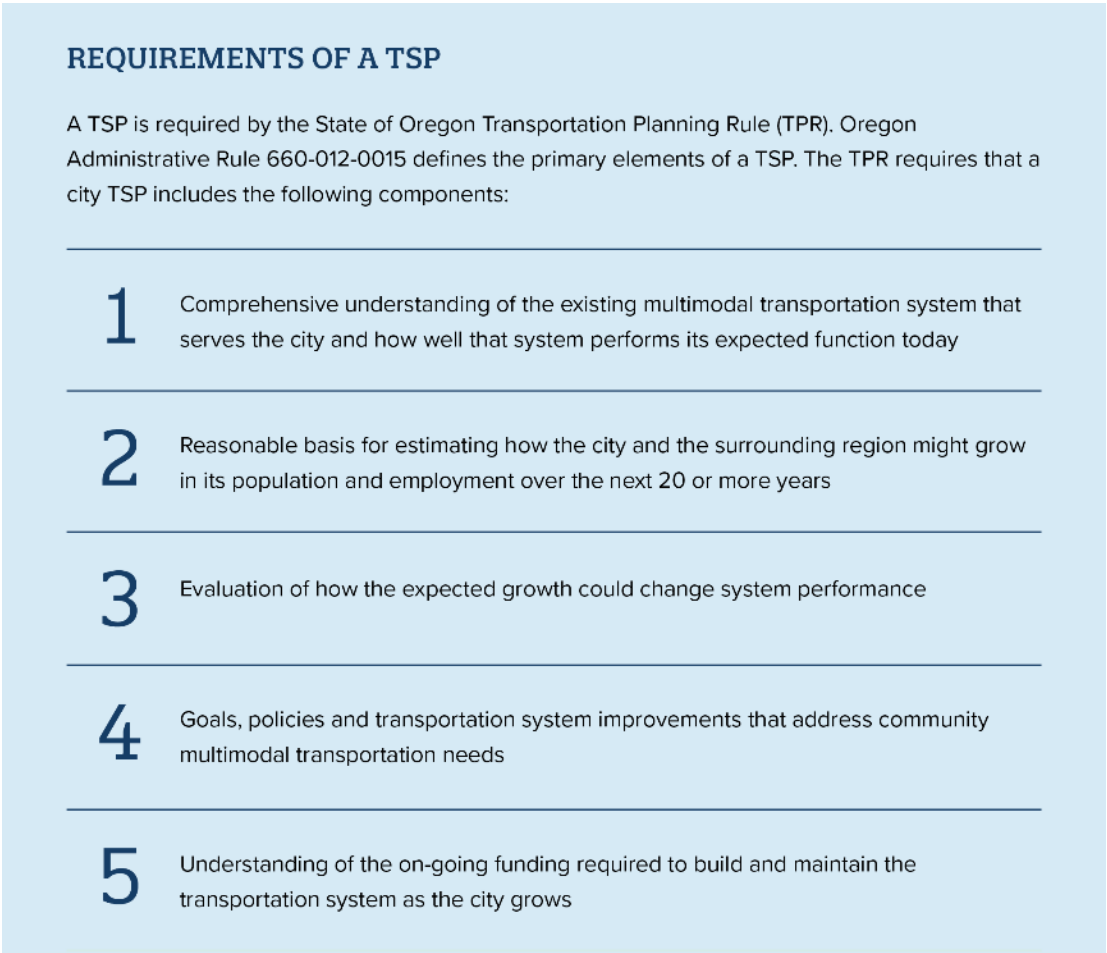 REQUIREMENTS OF A TSP
A TSP is required by the State of Oregon Transportation Planning Rule (TPR). Oregon
Administrative Rule 660-012-0015 defines the primary elements of a TSP. The TPR requires that a
city TSP includes the following components:
1
Comprehensive understanding of the existing multimodal transportation system that
serves the city and how well that system performs its expected function today
2
Reasonable basis for estimating how the city and the surrounding region might grow
in its population and employment over the next 20 or more years
3
Evaluation of how the expected growth could change system performance
4
Goals, policies and transportation system improvements that address community
multimodal transportation needs
5
Understanding of the on-going funding required to build and maintain the
transportation system as the city grows